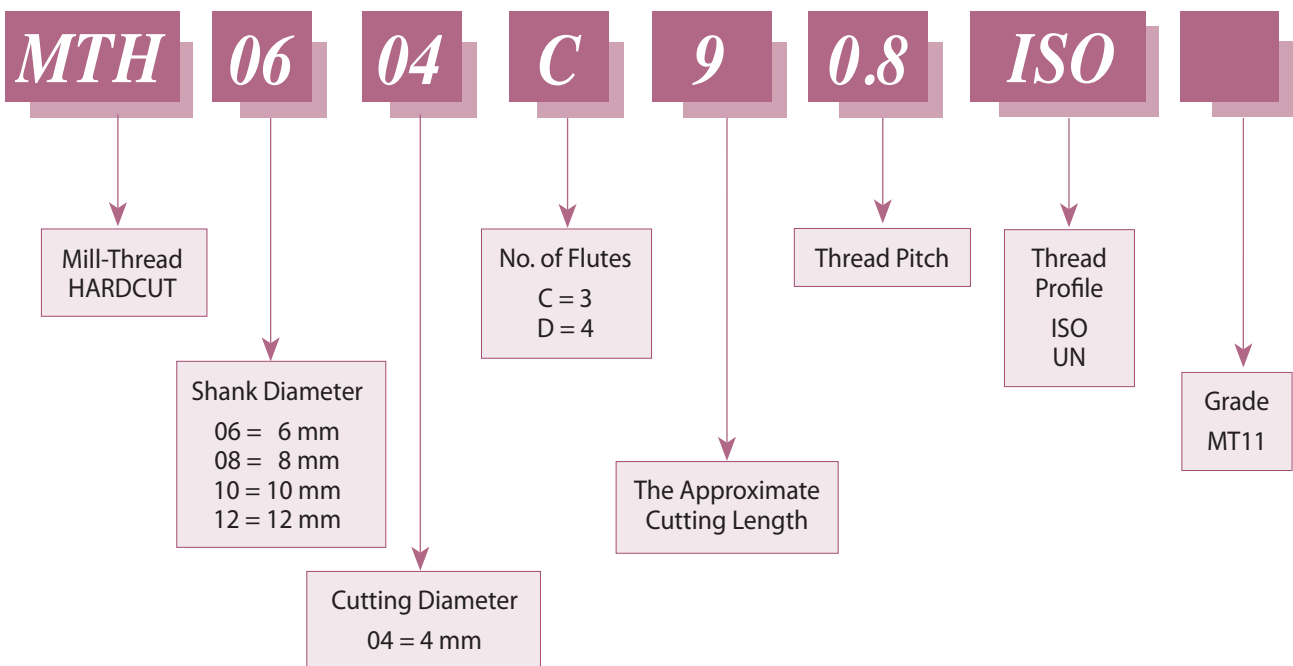 MTH 06 04 C 9 0.8 ISO
Mill-Thread
HARDCUT
Shank Diameter
06 = 6 mm
08 = 8 mm
10 = 10 mm
12 = 12 mm
Cutting Diameter
04 = 4 mm
No. of Flutes
C = 3
D = 4
The Approximate
Cutting Length
Thread Pitch
Thread
Profile
ISO
UN
Grade
MT11